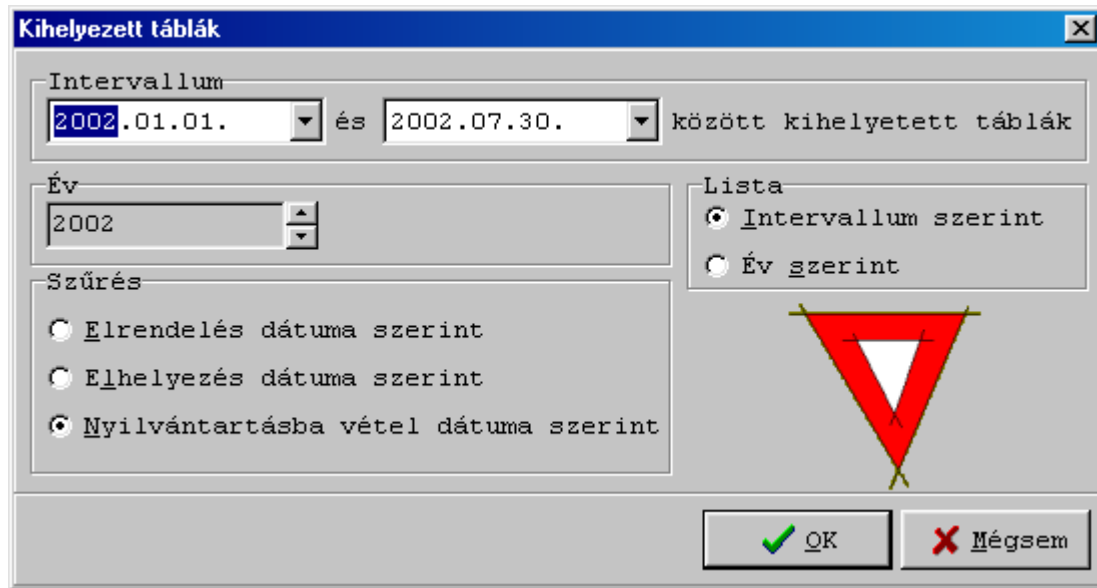 Kihelyezett táblák
Intervallum
2002.01.01. és 2002.07.30. között kihelyetett táblák
Év
2002
Lista
Intervallum szerint
Év szerint
Szűrés
Elrendelés dátuma szerint
Elhelyezés dátuma szerint
Nyilvántartásba vétel dátuma szerint
OK Mégsem